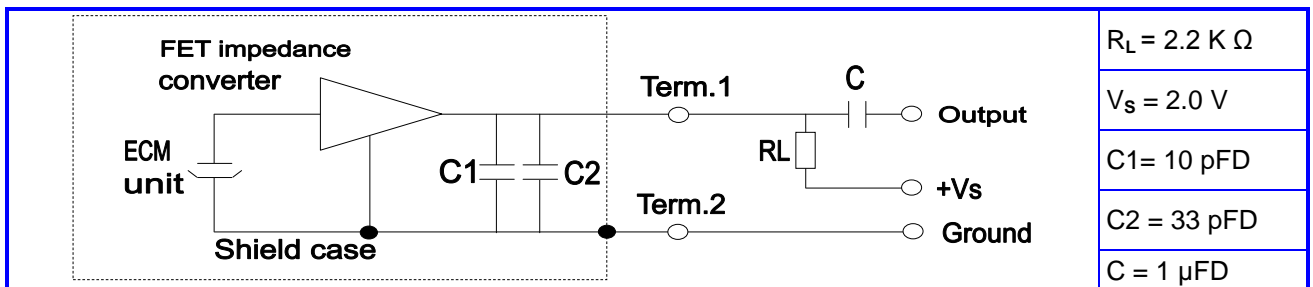 FET impedance
converter
Term.1
C
Output
RL
ECM
unit
C1
C2
+Vs
Term.2
Ground
Shield case
RL = 2.2 K Ω
VS = 2.0 V
C1= 10 pFD
C2 = 33 pFD
C = 1 µFD